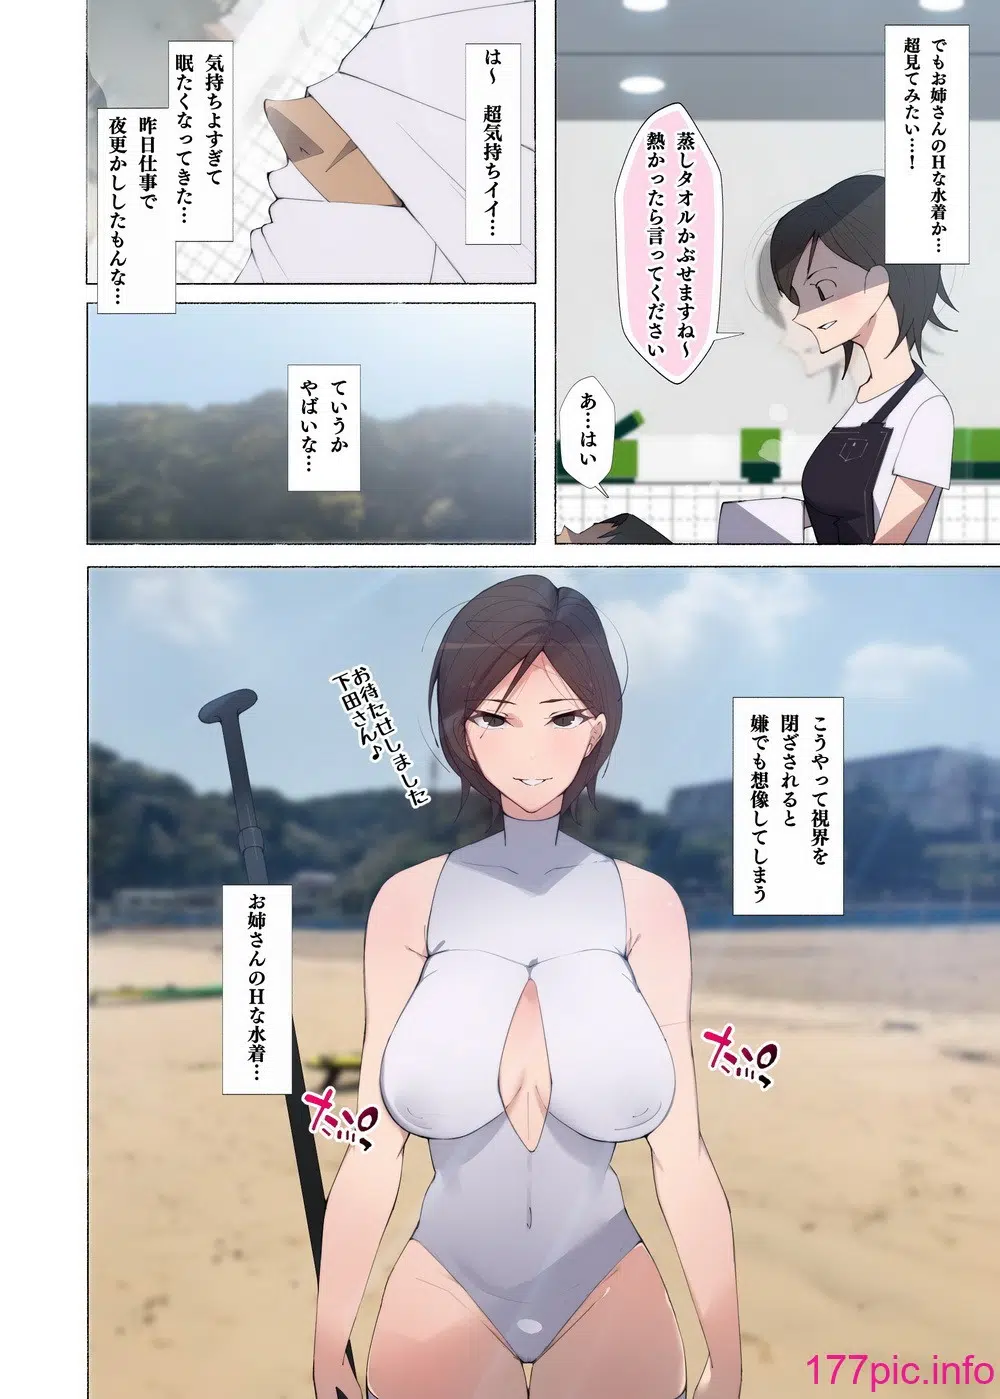 でもお姉さんのHな水着か…
超見てみたい…!
蒸しタオルかぶせますね~
熱かったら言ってください
あ…はい
は~ 超気持ちイイ…
気持ちよすぎて
眠たくなってきた…
昨日仕事で
夜更かししたもんな…
ていうか
やばいな…
こうやって視界を
閉ざされると
嫌でも想像してしまう
お待たせしました
下田さん♪
お姉さんのHな水着…
たぷっ
たぷっ
177pic.info